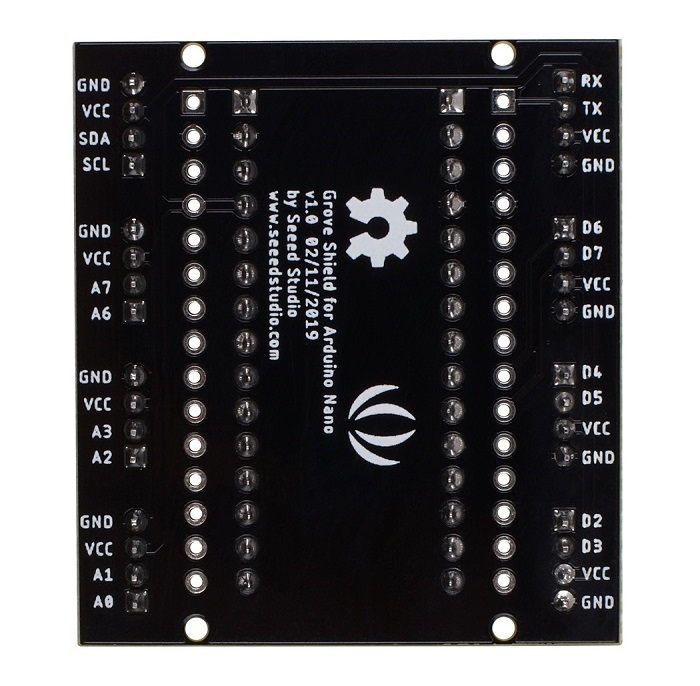 GND
VCC
SDA
SCL
GND
VCC
A7
A6
GND
VCC
A3
A2
GND
VCC
A1
A0
Grove Shield for Arduino Nano
v1.0 02/11/2019
by Seeed Studio
www.seeedstudio.com
RX
TX
VCC
GND
D6
D7
VCC
GND
D4
D5
VCC
GND
D2
D3
VCC
GND